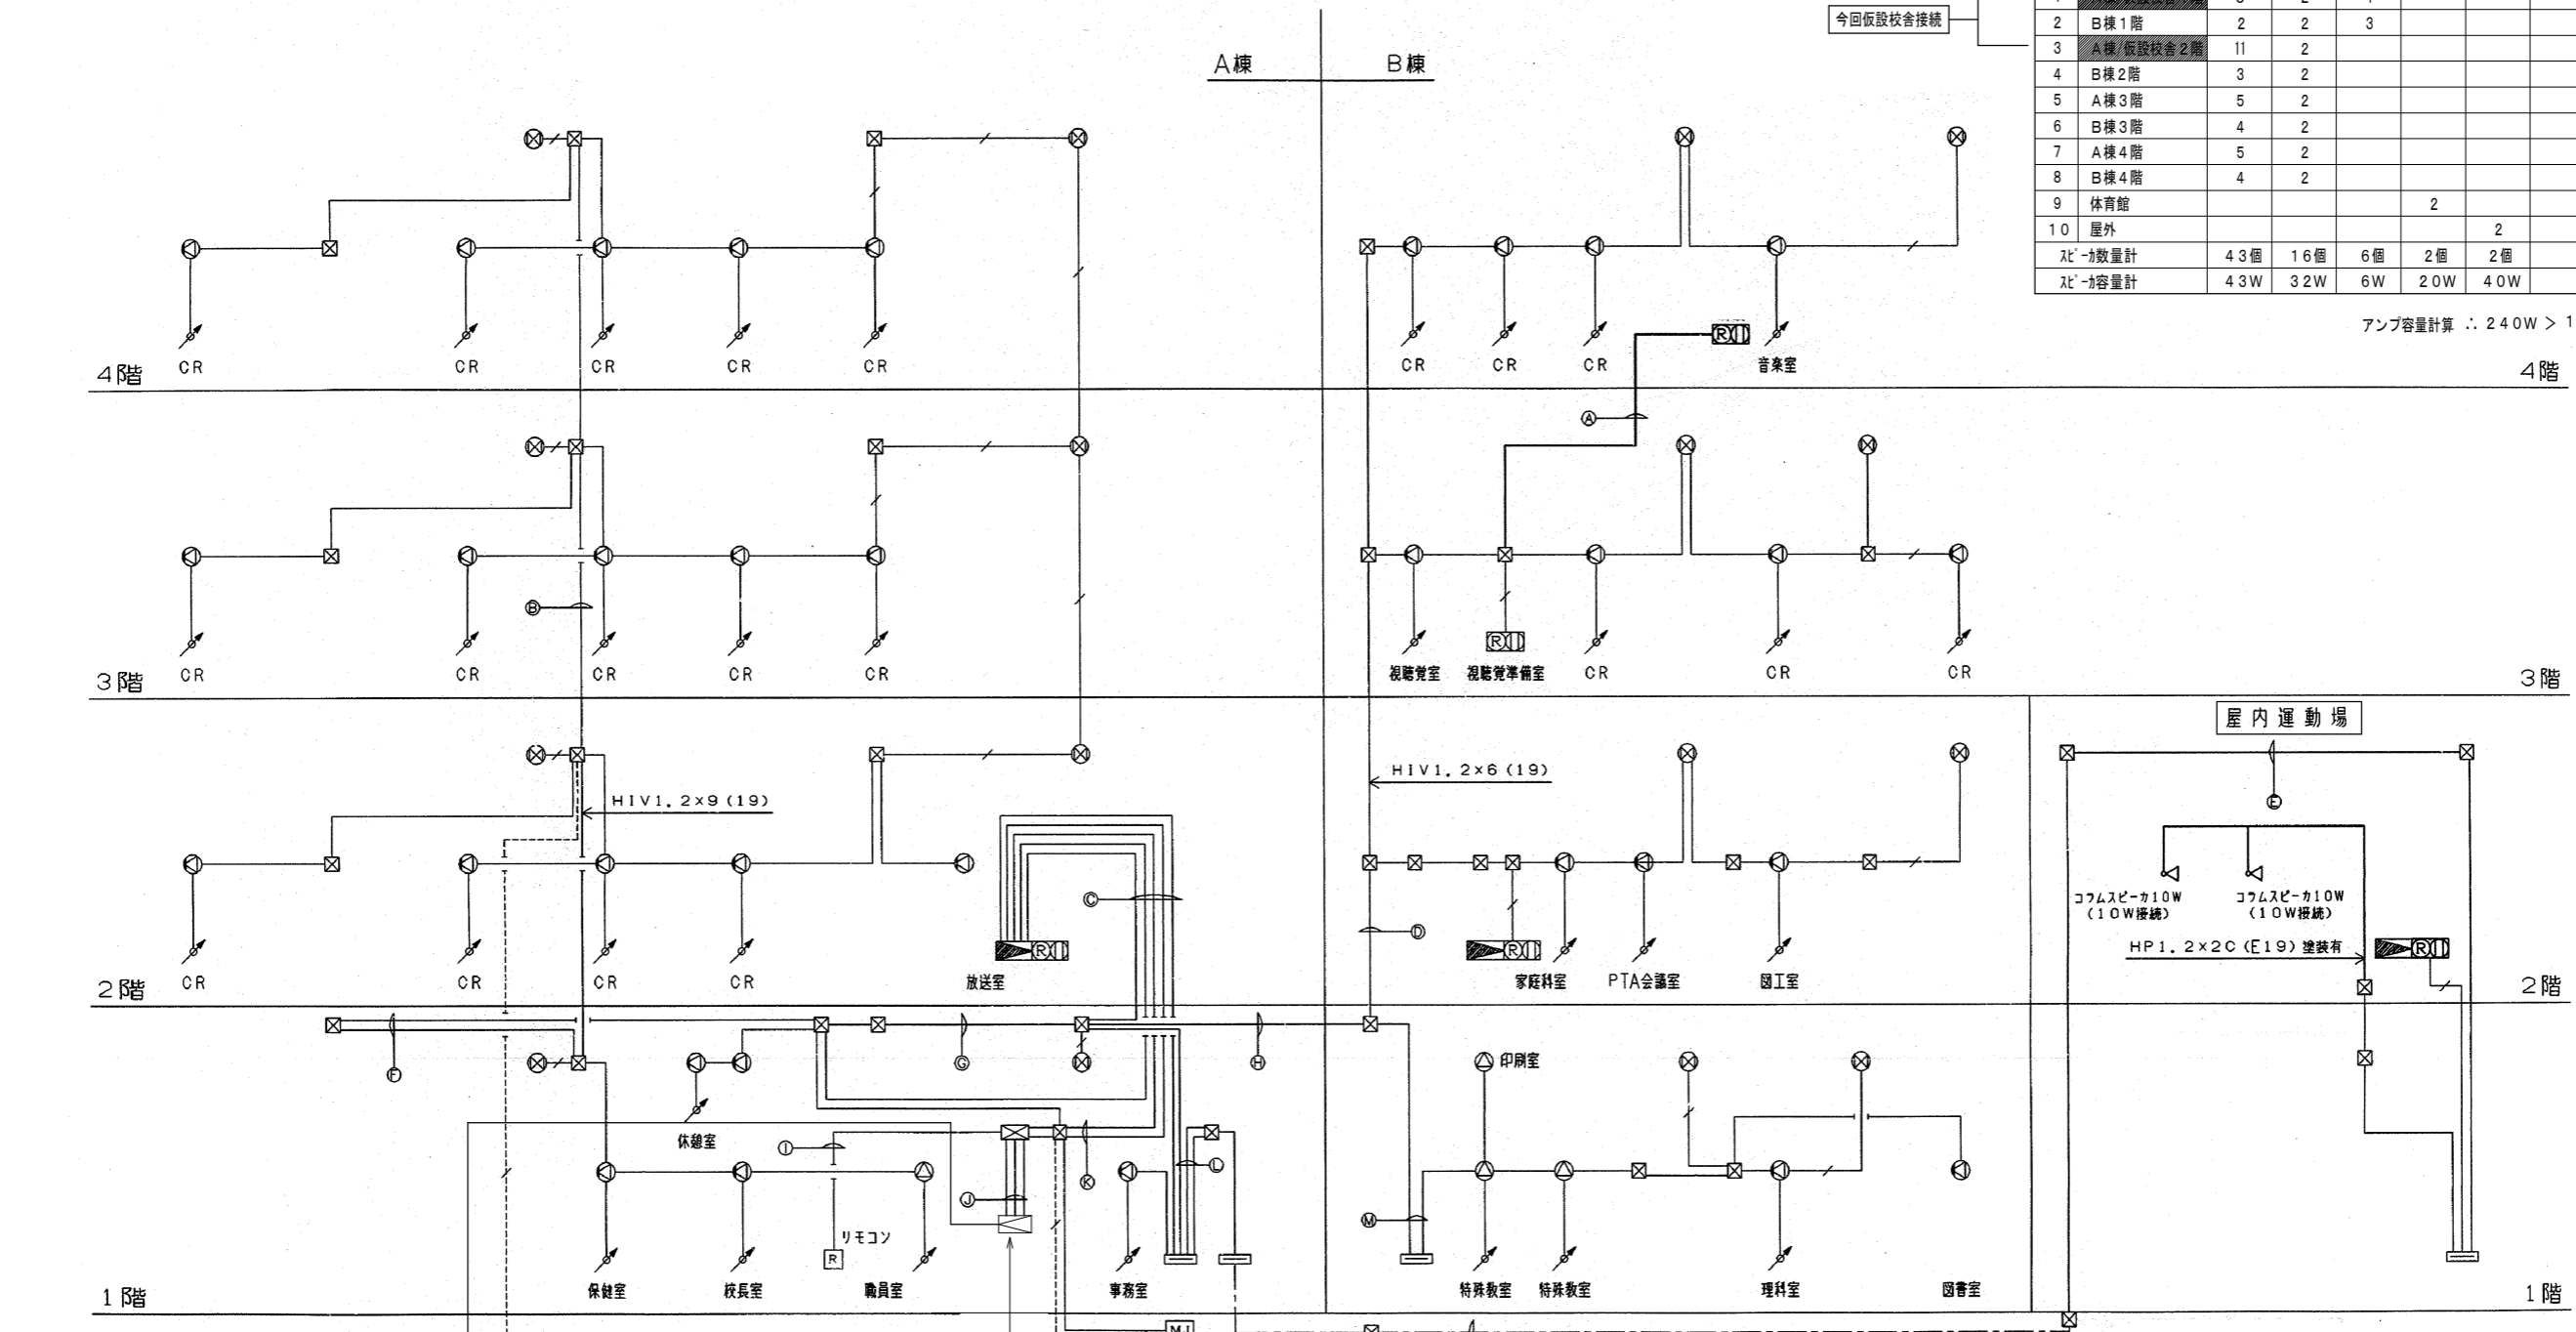 今回仮設校舎接続
2 B棟1階 2 2 3
3 A棟/仮設校舎2階 11 2
4 B棟2階 3 2
5 A棟3階 5 2
6 B棟3階 4 2
7 A棟4階 5 2
8 B棟4階 4 2
9 体育館 2
10 屋外 2
ｽﾋﾟｰｶ数量計 43個 16個 6個 2個 2個
ｽﾋﾟｰｶ容量計 43W 32W 6W 20W 40W
アンプ容量計算 ∴240W > 1
A棟 B棟
CR CR CR CR CR
CR CR CR R 音楽室
4階 4階
A
B
CR CR CR CR CR
R
視聴覚室 視聴覚準備室 CR CR CR
3階 3階
屋内運動場
HIV1.2×9(19)
HIV1.2×6(19)
E
C
D
コラムスピーカ10W
(10W接続)
コラムスピーカ10W
(10W接続)
HP1.2×2C(E19)塗装有
R
R
R
CR CR CR CR 放送室
家庭科室 PTA会議室 図工室
2階 2階
F
G
H
印刷室
休憩室
I
J
K
L
M
リモコン
R
保健室 校長室 職員室 事務室
特殊教室 特殊教室 理科室 図書室
1階 1階
MJ